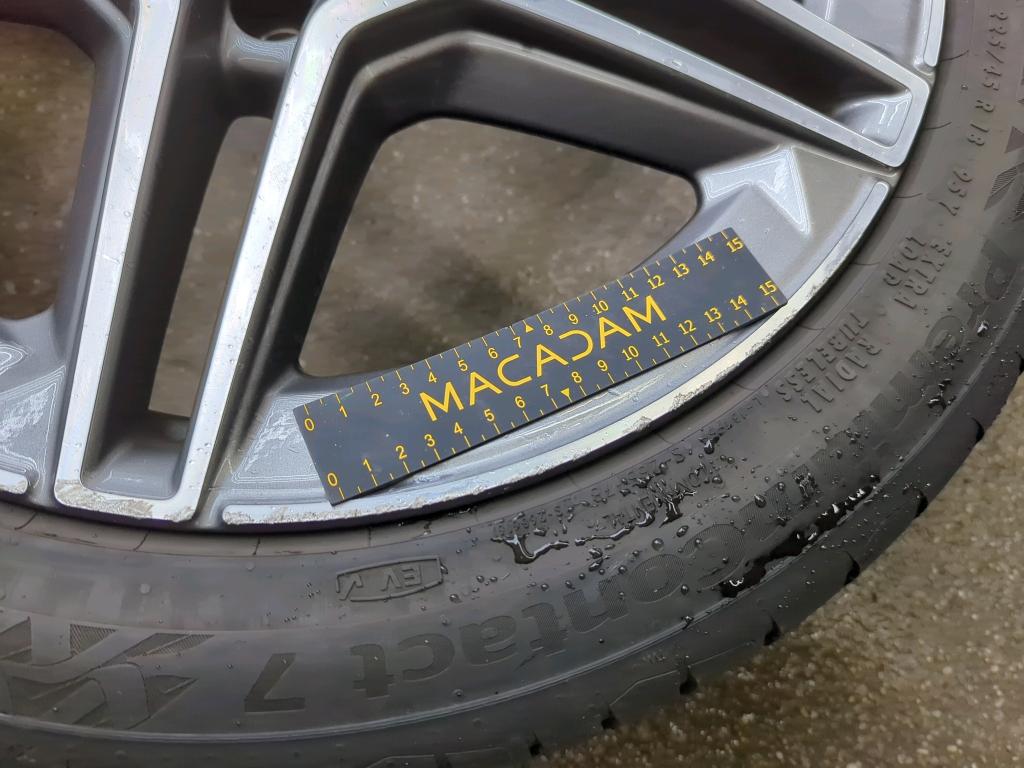 0 1 2 3 4 5 6 7 8 9 10 11 12 13 14 15
MACADAM
0 1 2 3 4 5 6 7 8 9 10 11 12 13 14 15
/45 R 18 95Y
EXTRA
LOAD
RADIAL
TUBELESS
PremiumContact 7
EV